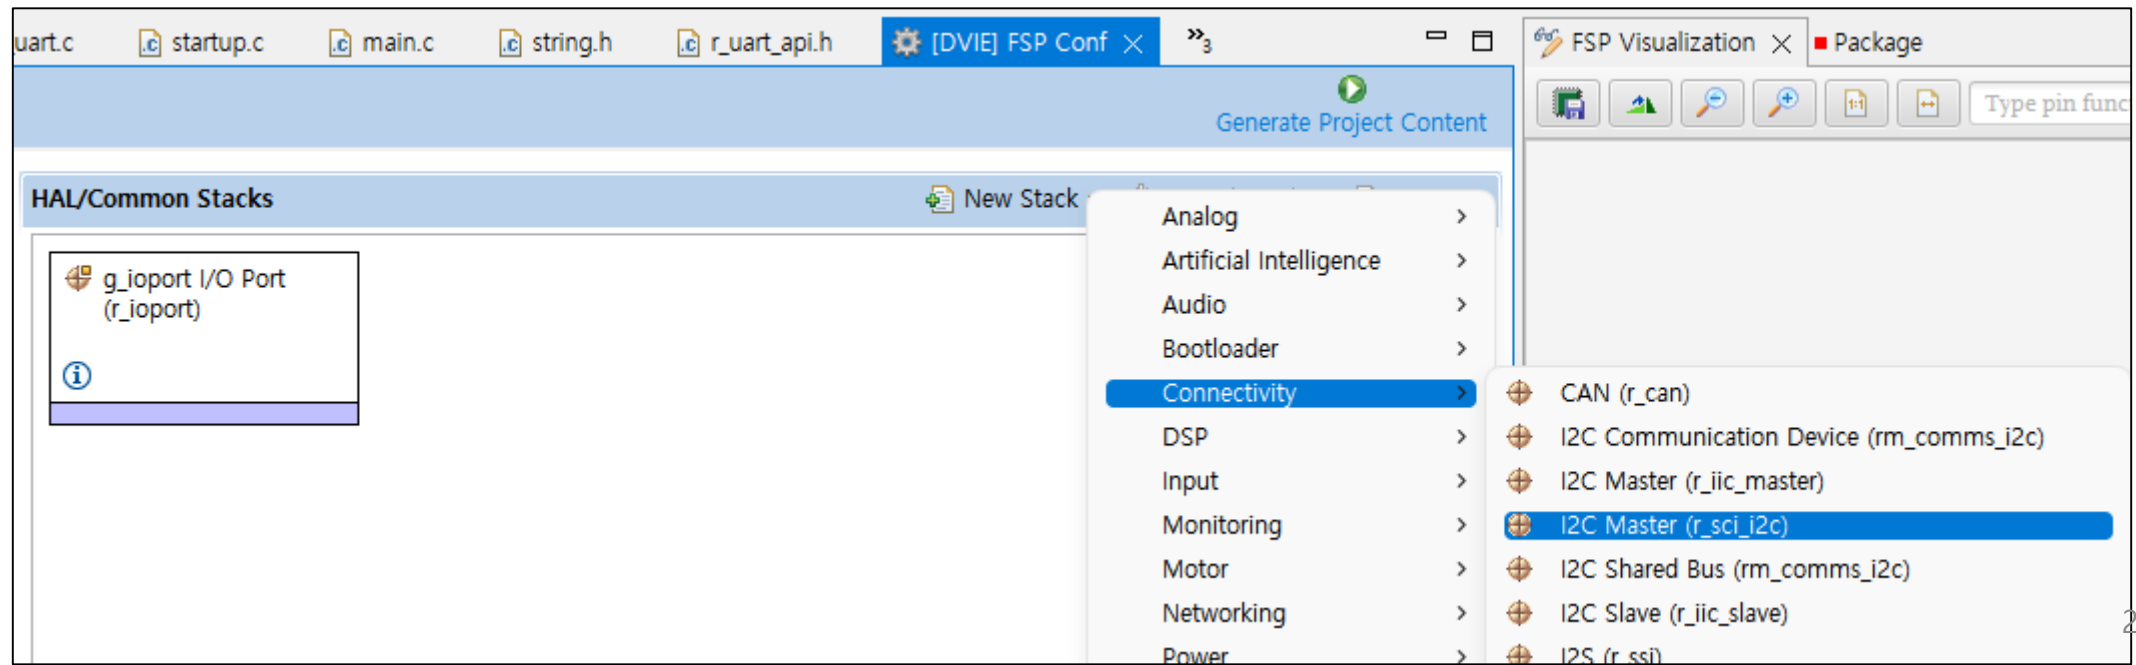 uart.c startup.c main.c string.h r_uart_api.h [DVIE] FSP Conf »3 FSP Visualization Package
Generate Project Content
Type pin func
HAL/Common Stacks New Stack
g_ioport I/O Port
(r_ioport)
Analog
Artificial Intelligence
Audio
Bootloader
Connectivity
DSP
Input
Monitoring
Motor
Networking
Power
CAN (r_can)
I2C Communication Device (rm_comms_i2c)
I2C Master (r_iic_master)
I2C Master (r_sci_i2c)
I2C Shared Bus (rm_comms_i2c)
I2C Slave (r_iic_slave)
I2S (r_ssi)
2